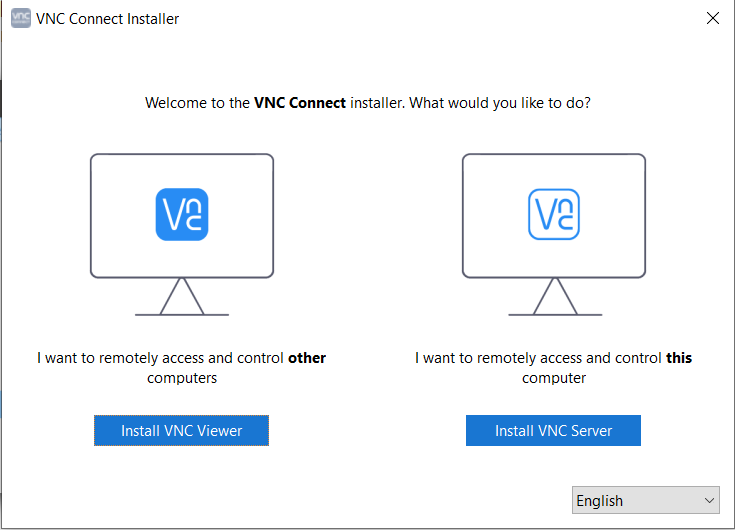 VNC Connect Installer
Welcome to the VNC Connect installer. What would you like to do?
I want to remotely access and control other
computers
Install VNC Viewer
I want to remotely access and control this
computer
Install VNC Server
English